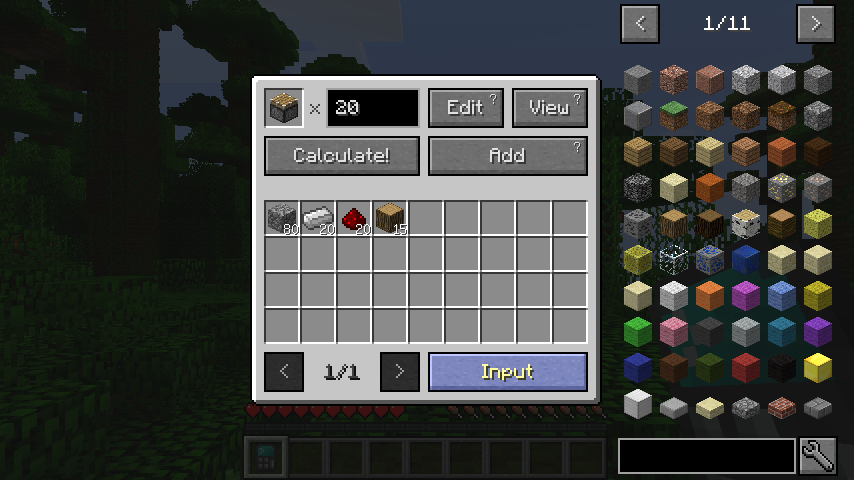 < 1/11 >
x 20 Edit ? View ?
Calculate! Add ?
80 20 20 15
< 1/1 > Input